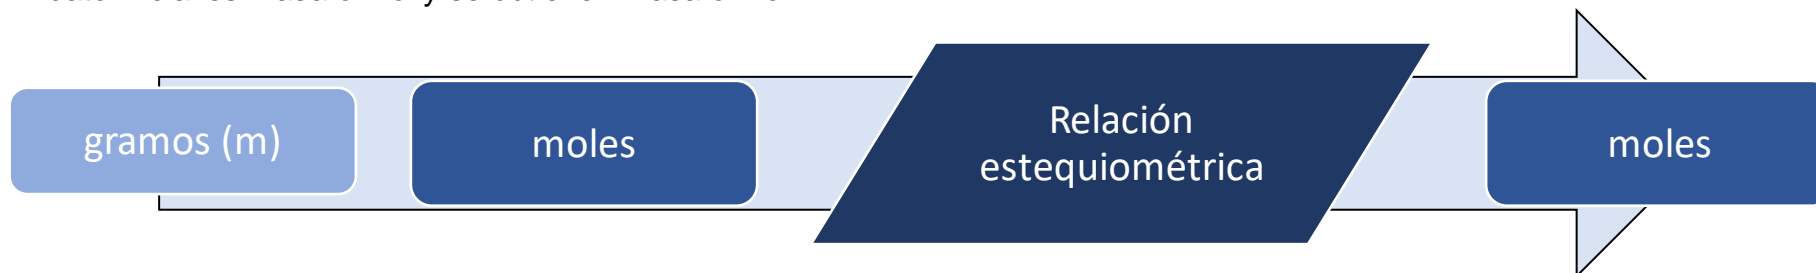 gramos (m)
moles
Relación
estequiométrica
moles